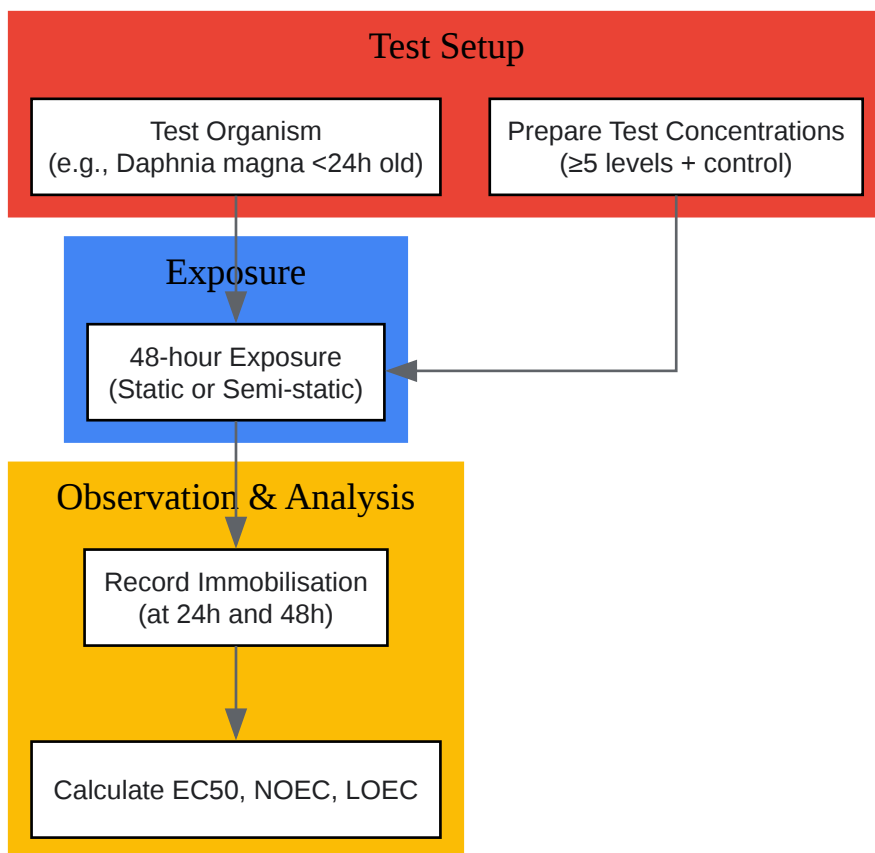 Test Setup
Test Organism
(e.g., Daphnia magna <24h old)
Prepare Test Concentrations
(≥5 levels + control)
Exposure
48-hour Exposure
(Static or Semi-static)
Observation & Analysis
Record Immobilisation
(at 24h and 48h)
Calculate EC50, NOEC, LOEC